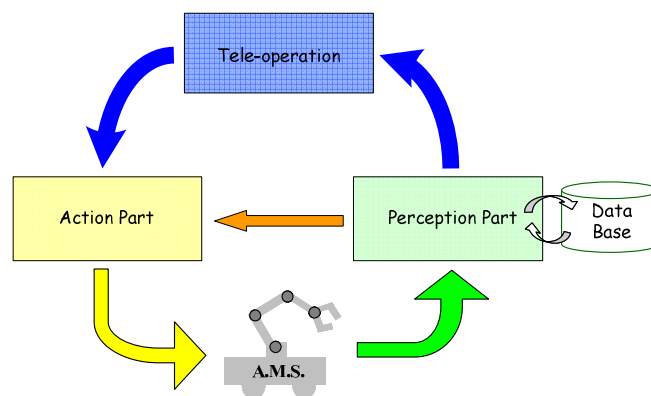 Tele-operation
Action Part
Perception Part
Data
Base
A.M.S.